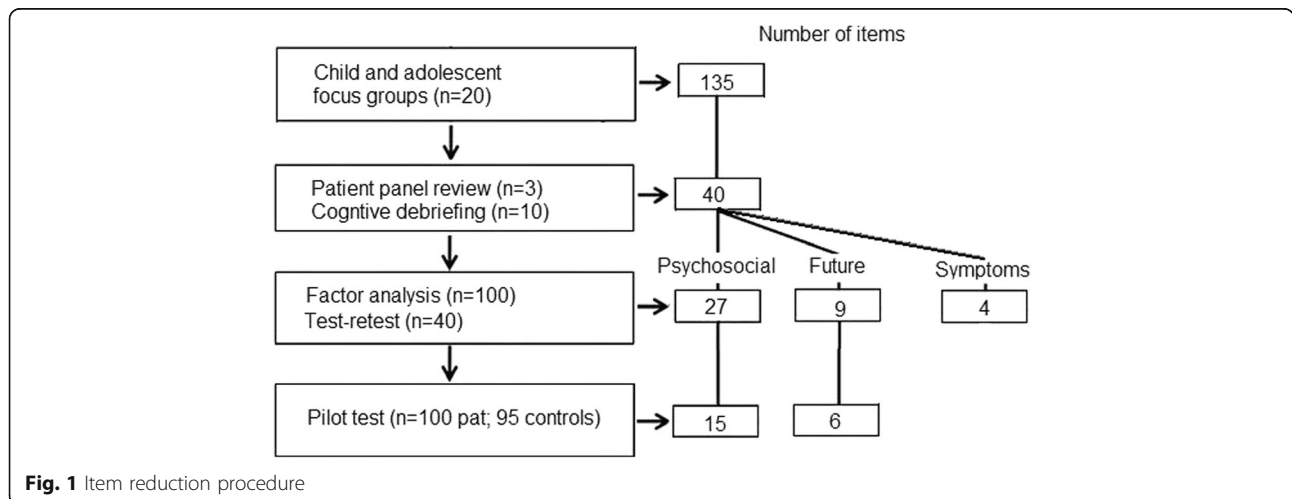 Number of items
Child and adolescent
focus groups (n=20)
135
Patient panel review (n=3)
Cogntive debriefing (n=10)
40
Psychosocial
Future
Symptoms
Factor analysis (n=100)
Test-retest (n=40)
27
9
4
Pilot test (n=100 pat; 95 controls)
15
6
Fig. 1 Item reduction procedure